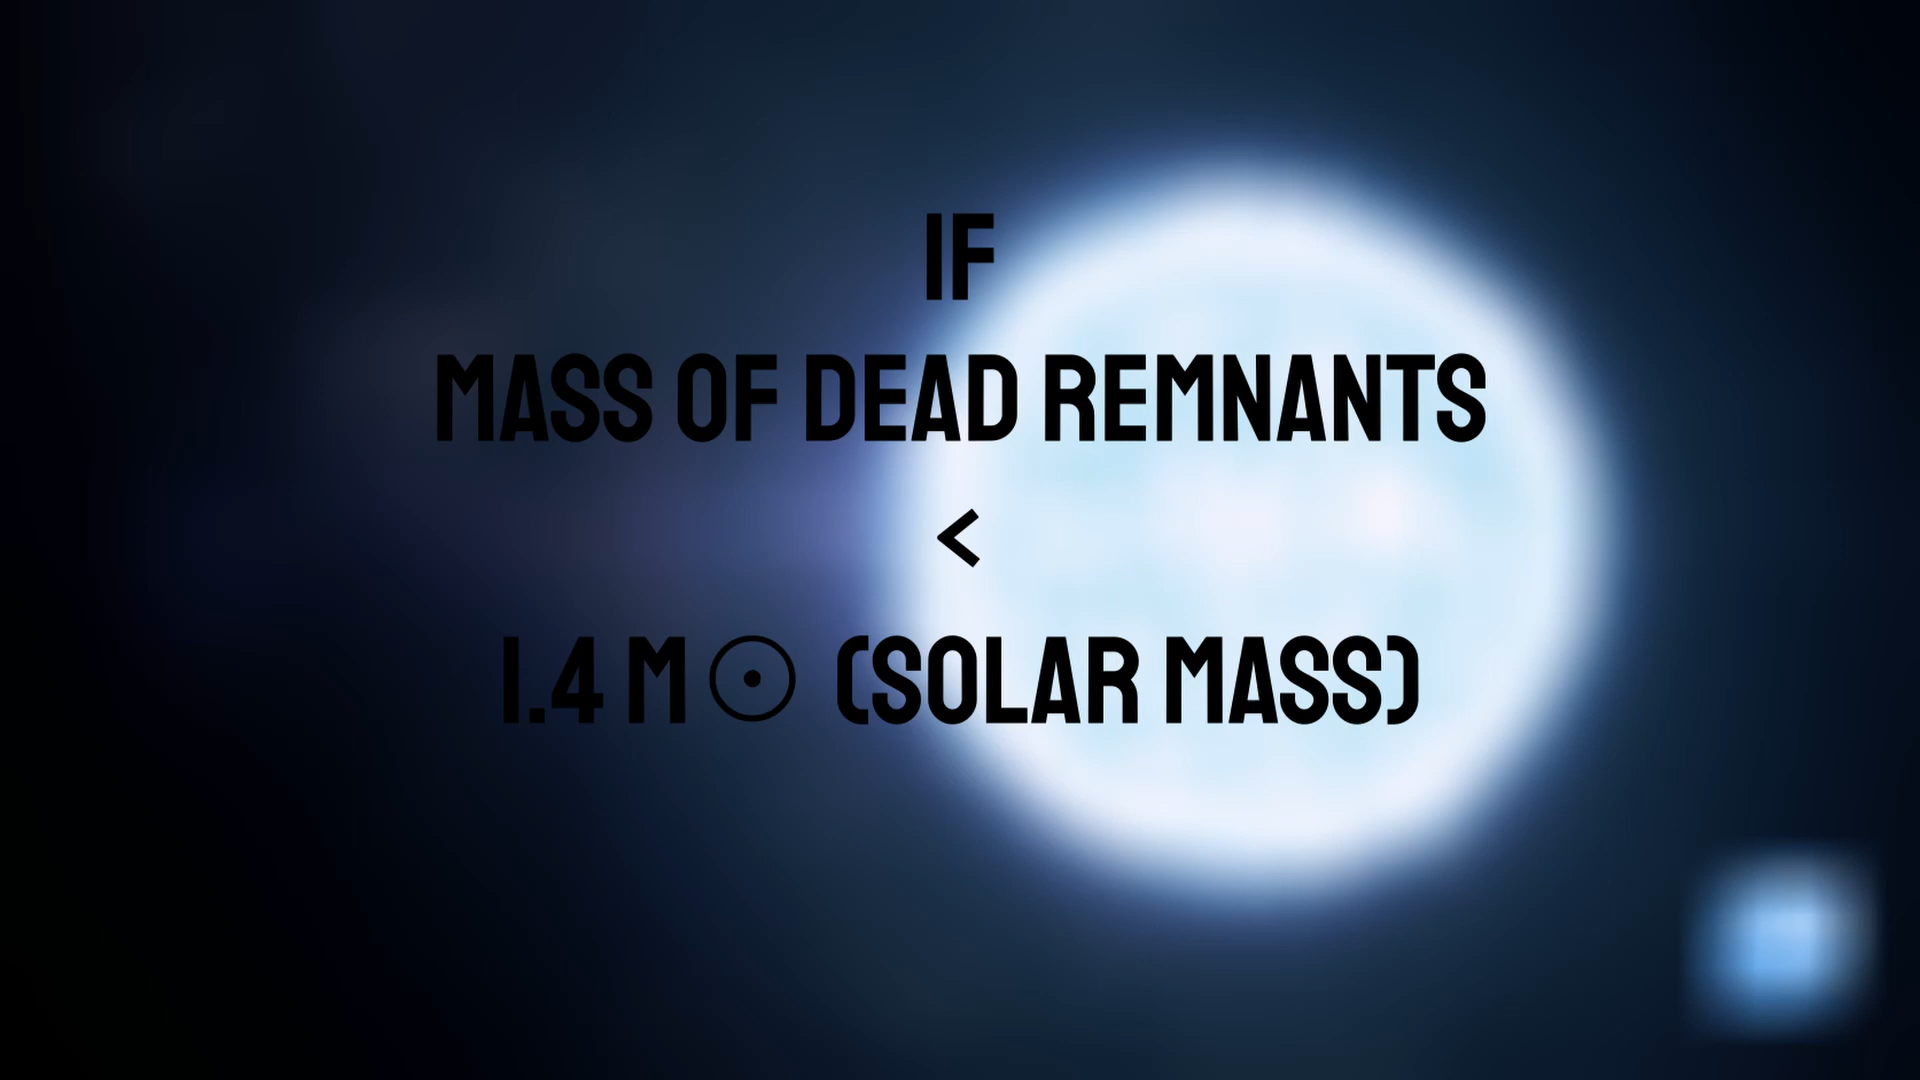 IF
MASS OF DEAD REMNANTS
<
1.4 M☉ (SOLAR MASS)